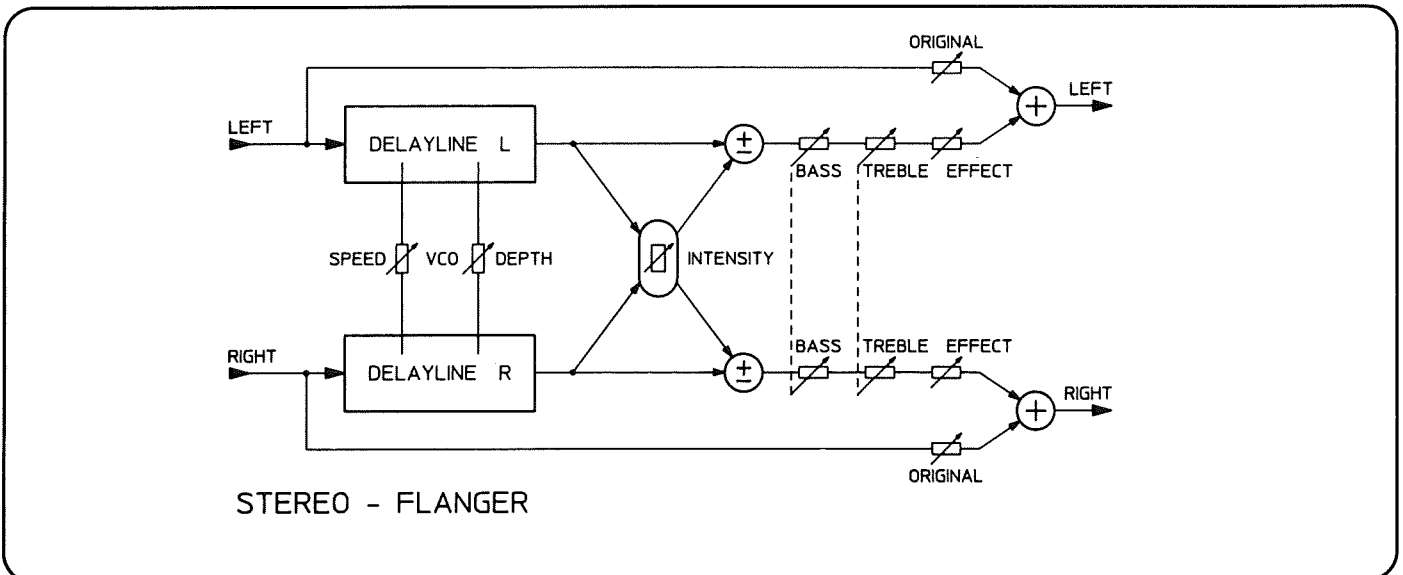 ORIGINAL
LEFT
LEFT
DELAYLINE L
±
+
BASS TREBLE EFFECT
SPEED VCO DEPTH INTENSITY
BASS TREBLE EFFECT
RIGHT
DELAYLINE R
±
+
RIGHT
ORIGINAL
STEREO - FLANGER